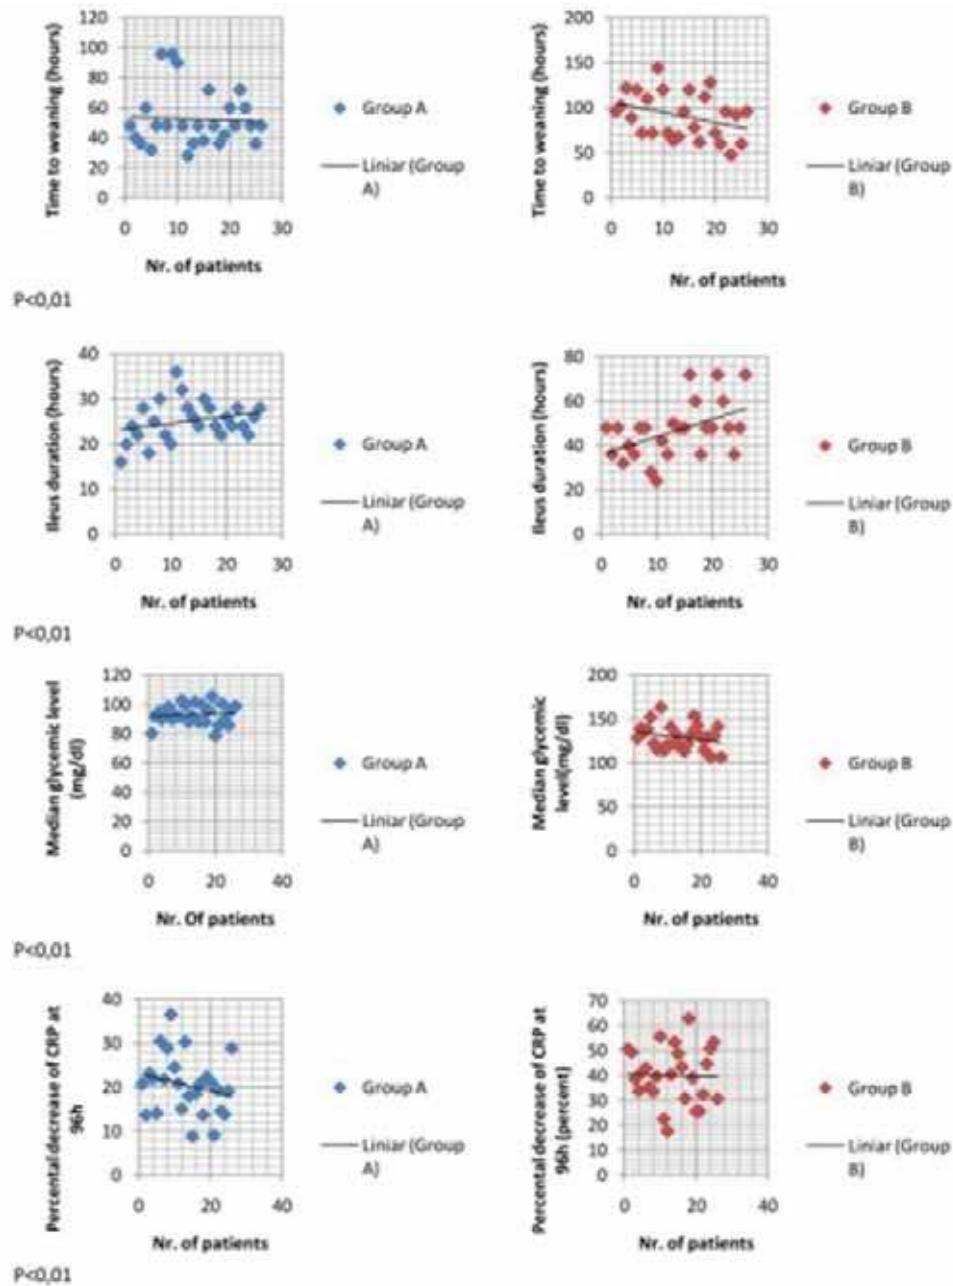 Time to weaning (hours)
120
100
80
60
40
20
0
0 10 20 30
Nr. of patients
Group A
Liniar (Group
A)
Time to weaning (hours)
200
150
100
50
0
0 10 20 30
Nr. of patients
Group B
Liniar (Group
B)
P<0,01
Ileus duration (hours)
40
30
20
10
0
0 10 20 30
Nr. of patients
Group A
Liniar (Group
A)
Ileus duration (hours)
80
60
40
20
0
0 10 20 30
Nr. of patients
Group B
Liniar (Group
B)
P<0,01
Median glycemic level
(mg/dl)
120
100
80
60
40
20
0
0 20 40
Nr. Of patients
Group A
Liniar (Group
A)
Median glycemic
level(mg/dl)
200
150
100
50
0
0 20 40
Nr. of patients
Group B
Liniar (Group
B)
P<0,01
Percental decrease of CRP at
96h
40
30
20
10
0
0 20 40
Nr. of patients
Group A
Liniar (Group
A)
Percental decrease of CRP at
96h (percent)
70
60
50
40
30
20
10
0
0 20 40
Nr. of patients
Group B
Liniar (Group
B)
P<0,01